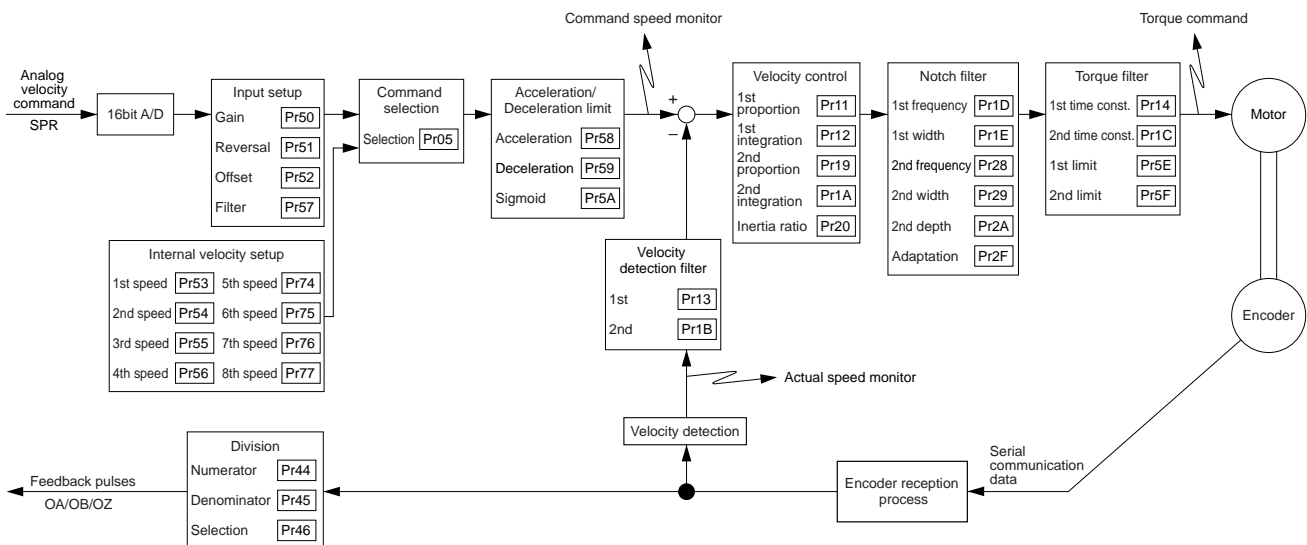 Command speed monitor
Torque command
Analog
velocity
command
SPR
16bit A/D
Input setup
Gain Pr50
Reversal Pr51
Offset Pr52
Filter Pr57
Command
selection
Selection Pr05
Acceleration/
Deceleration limit
Acceleration Pr58
Deceleration Pr59
Sigmoid Pr5A
+
−
Velocity control
1st
proportion Pr11
1st
integration Pr12
2nd
proportion Pr19
2nd
integration Pr1A
Inertia ratio Pr20
Notch filter
1st frequency Pr1D
1st width Pr1E
2nd frequency Pr28
2nd width Pr29
2nd depth Pr2A
Adaptation Pr2F
Torque filter
1st time const. Pr14
2nd time const. Pr1C
1st limit Pr5E
2nd limit Pr5F
Motor
Internal velocity setup
1st speed Pr53 5th speed Pr74
2nd speed Pr54 6th speed Pr75
3rd speed Pr55 7th speed Pr76
4th speed Pr56 8th speed Pr77
Velocity
detection filter
1st Pr13
2nd Pr1B
Encoder
Actual speed monitor
Velocity detection
Serial
communication
data
Encoder reception
process
Division
Numerator Pr44
Denominator Pr45
Selection Pr46
Feedback pulses
OA/OB/OZ